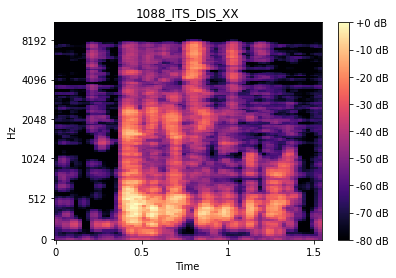 1088_ITS_DIS_XX
+0 dB
8192
-10 dB
4096
-20 dB
-30 dB
2048
Hz
-40 dB
1024
-50 dB
512
-60 dB
-70 dB
0
-80 dB
0 0.5 1 1.5
Time